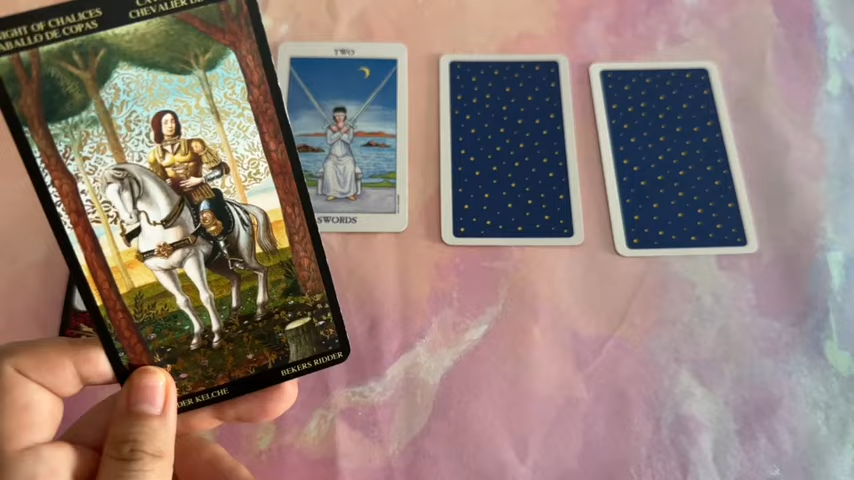 NIGHT OF CHALICES
ABALLO DE COPAS
CHEVALIER DE
DER KELCHE
BEKERS RIDDER
TWO
SWORDS